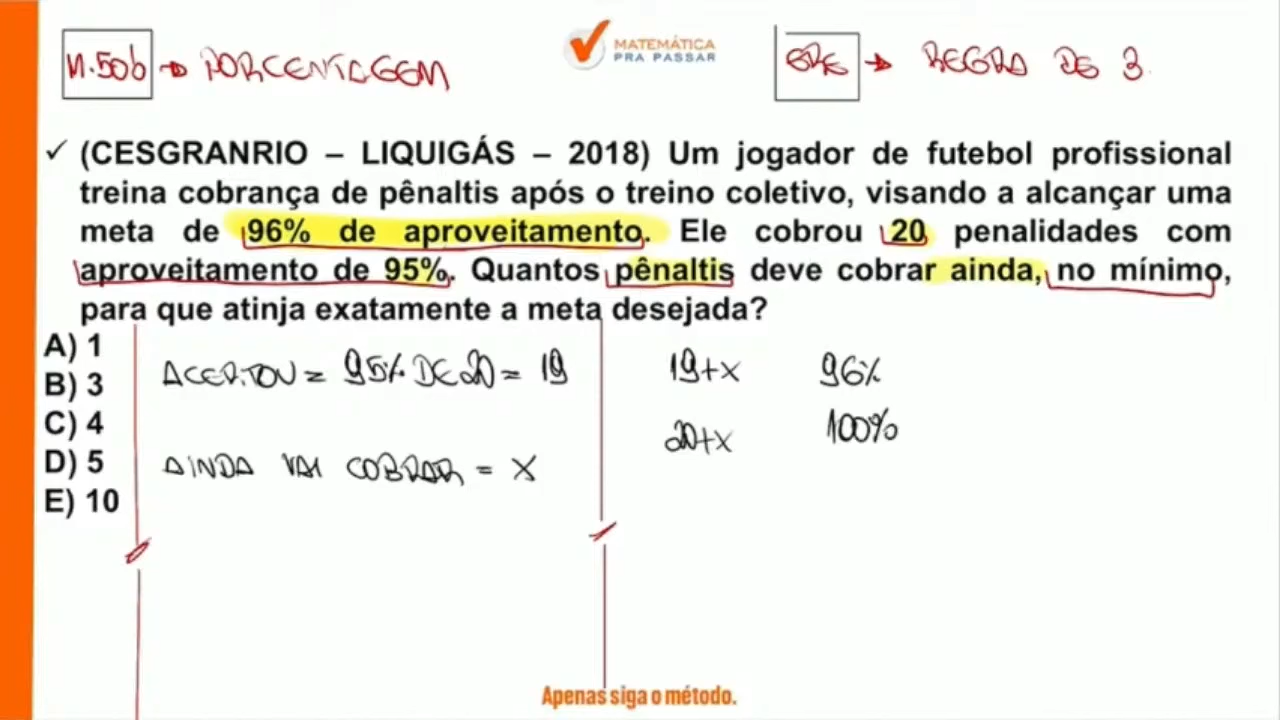 M.50b → PORCENTAGEM
MATEMÁTICA
PRA PASSAR
→ REGRA DE 3
✓ (CESGRANRIO – LIQUIGÁS – 2018) Um jogador de futebol profissional
treina cobrança de pênaltis após o treino coletivo, visando a alcançar uma
meta de 96% de aproveitamento. Ele cobrou 20 penalidades com
aproveitamento de 95%. Quantos pênaltis deve cobrar ainda, no mínimo,
para que atinja exatamente a meta desejada?
A) 1
B) 3
C) 4
D) 5
E) 10
ACERTOU = 95% DE 20 = 19
AINDA VAI COBRAR = X
19+X 96%
20+X 100%
Apenas siga o método.